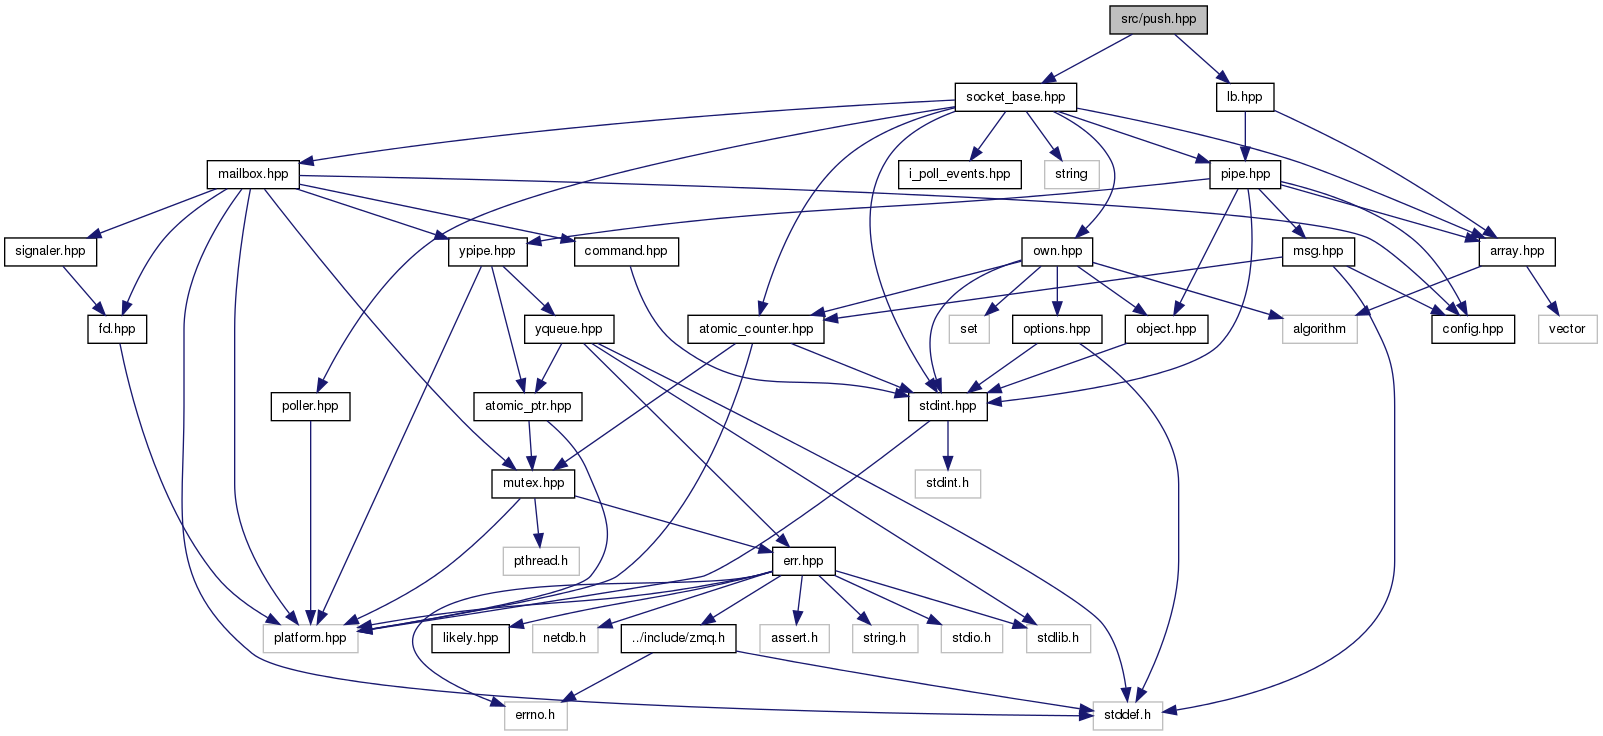 src/push.hpp
socket_base.hpp
lb.hpp
mailbox.hpp
i_poll_events.hpp
string
pipe.hpp
signaler.hpp
ypipe.hpp
command.hpp
own.hpp
msg.hpp
array.hpp
fd.hpp
yqueue.hpp
atomic_counter.hpp
set
options.hpp
object.hpp
algorithm
config.hpp
vector
poller.hpp
atomic_ptr.hpp
stdint.hpp
mutex.hpp
stdint.h
pthread.h
err.hpp
platform.hpp
likely.hpp
netdb.h
../include/zmq.h
assert.h
string.h
stdio.h
stdlib.h
errno.h
stddef.h